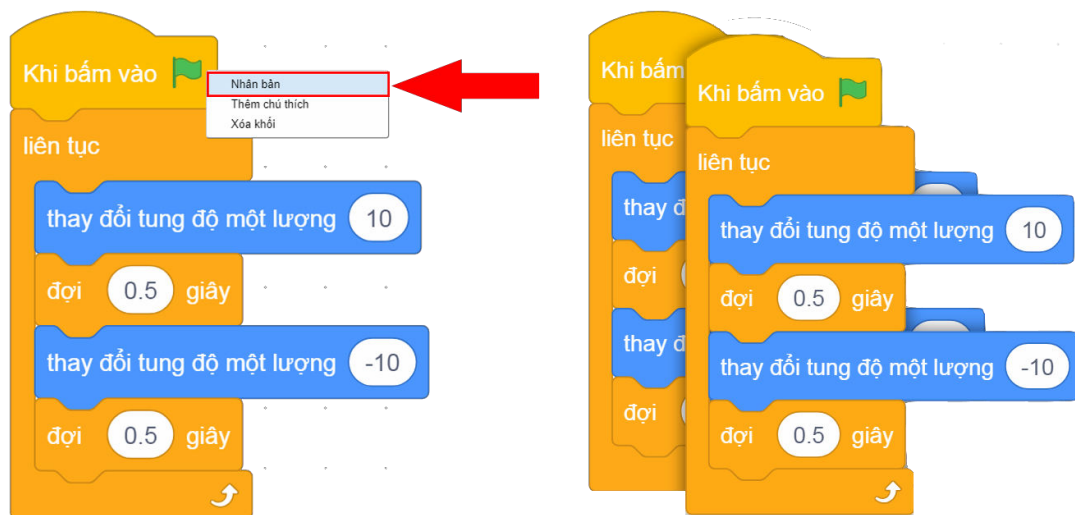 Khi bấm vào
Nhân bản
Thêm chú thích
Xóa khối
liên tục
thay đổi tung độ một lượng 10
đợi 0.5 giây
thay đổi tung độ một lượng -10
đợi 0.5 giây
Khi bấm
liên tục
thay đ
đợi
thay đ
đợi
Khi bấm vào
liên tục
thay đổi tung độ một lượng 10
đợi 0.5 giây
thay đổi tung độ một lượng -10
đợi 0.5 giây